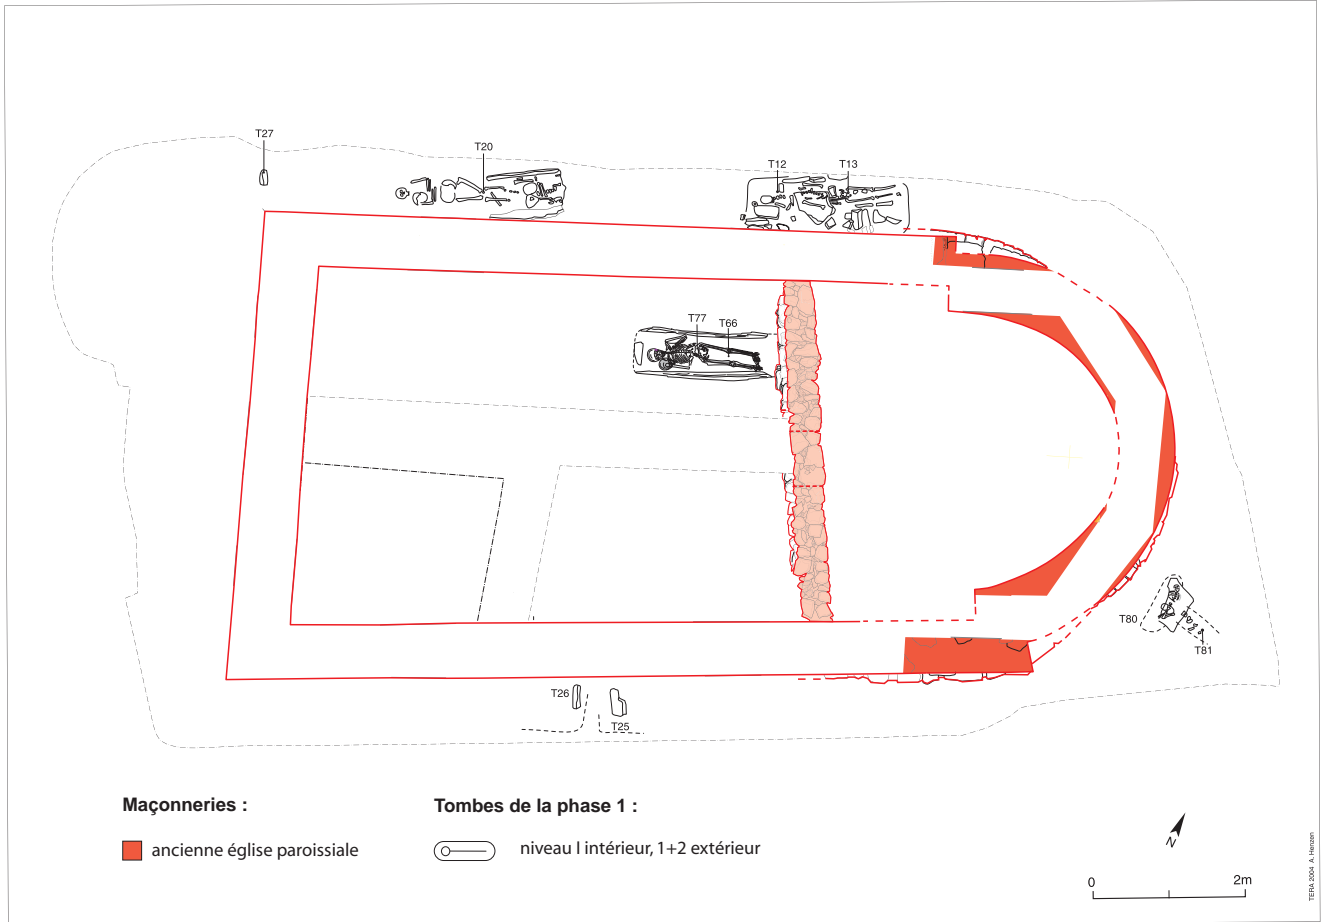 T27
T20
T12
T13
T77
T66
T80
T81
T26
T25
Maçonneries :
ancienne église paroissiale
Tombes de la phase 1 :
niveau I intérieur, 1+2 extérieur
N
0
2m
TERA 2004 A. Henzen